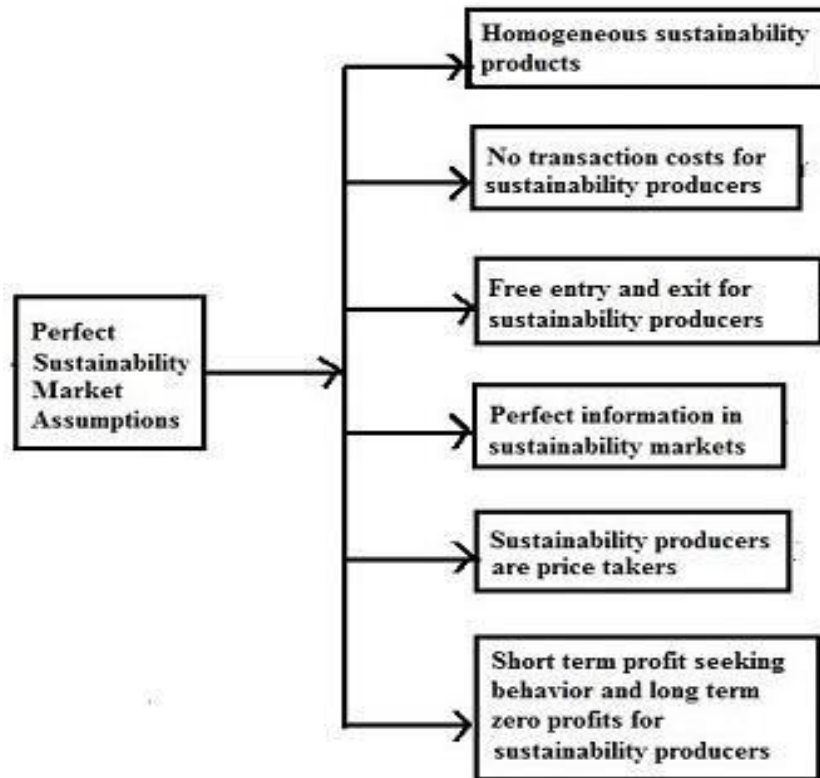 Homogeneous sustainability
products
No transaction costs for
sustainability producers
Free entry and exit for
sustainability producers
Perfect
Sustainability
Market
Assumptions
Perfect information in
sustainability markets
Sustainability producers
are price takers
Short term profit seeking
behavior and long term
zero profits for
sustainability producers